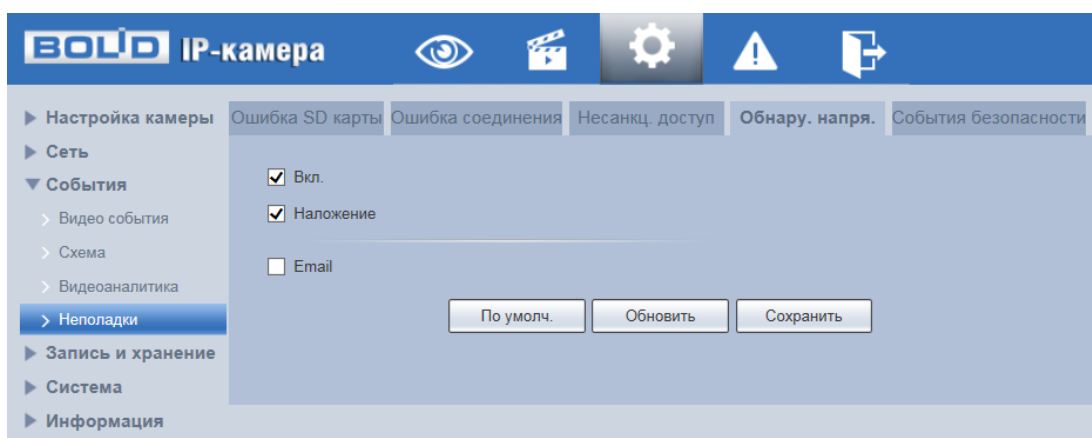 BOLID IP-камера
Настройка камеры
Сеть
События
Видео события
Схема
Видеоаналитика
Неполадки
Запись и хранение
Система
Информация
Ошибка SD карты Ошибка соединения Несанкц. доступ Обнару. напря. События безопасности
Вкл.
Наложение
Email
По умолч. Обновить Сохранить